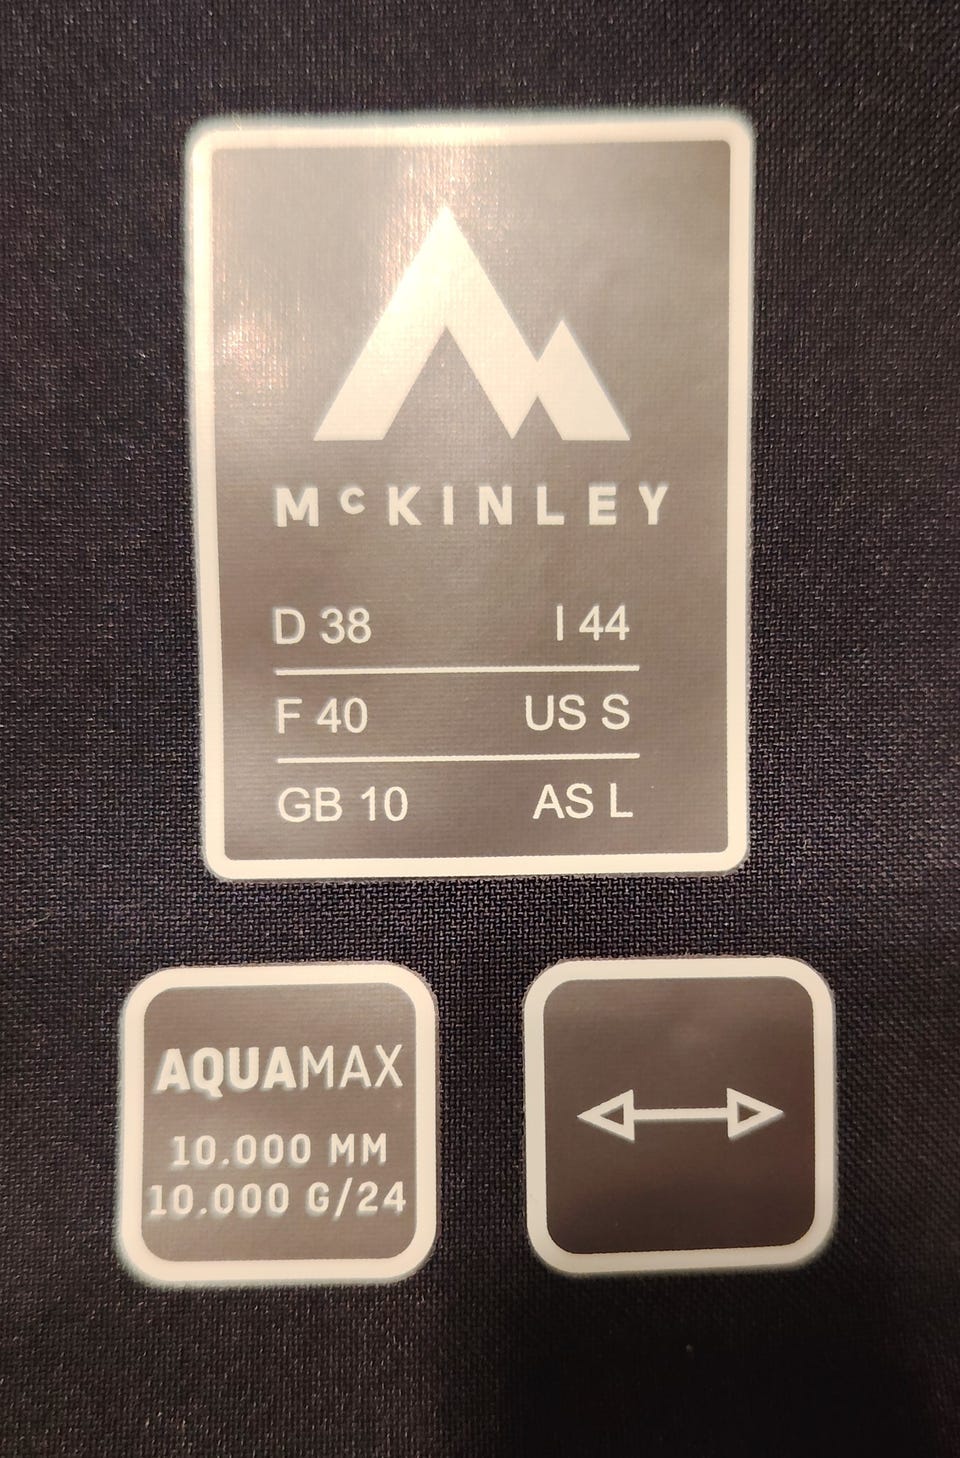 McKINLEY
D 38 I 44
F 40 US S
GB 10 AS L
AQUAMAX
10.000 MM
10.000 G/24